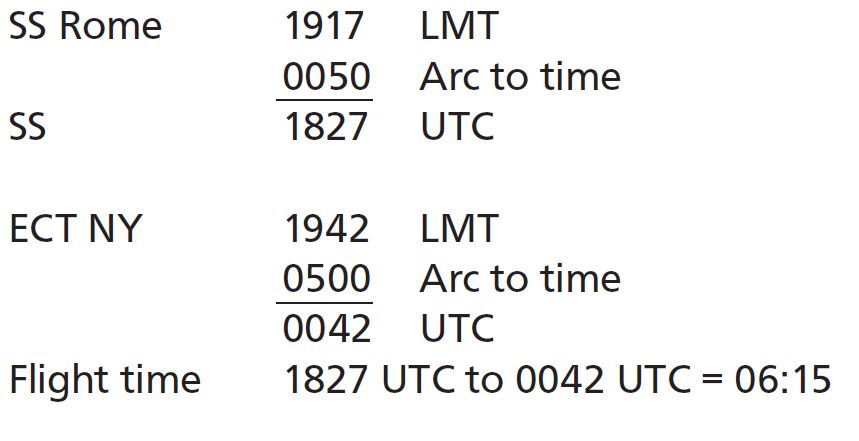 SS Rome 1917 LMT
0050 Arc to time
SS 1827 UTC
ECT NY 1942 LMT
0500 Arc to time
0042 UTC
Flight time 1827 UTC to 0042 UTC = 06:15